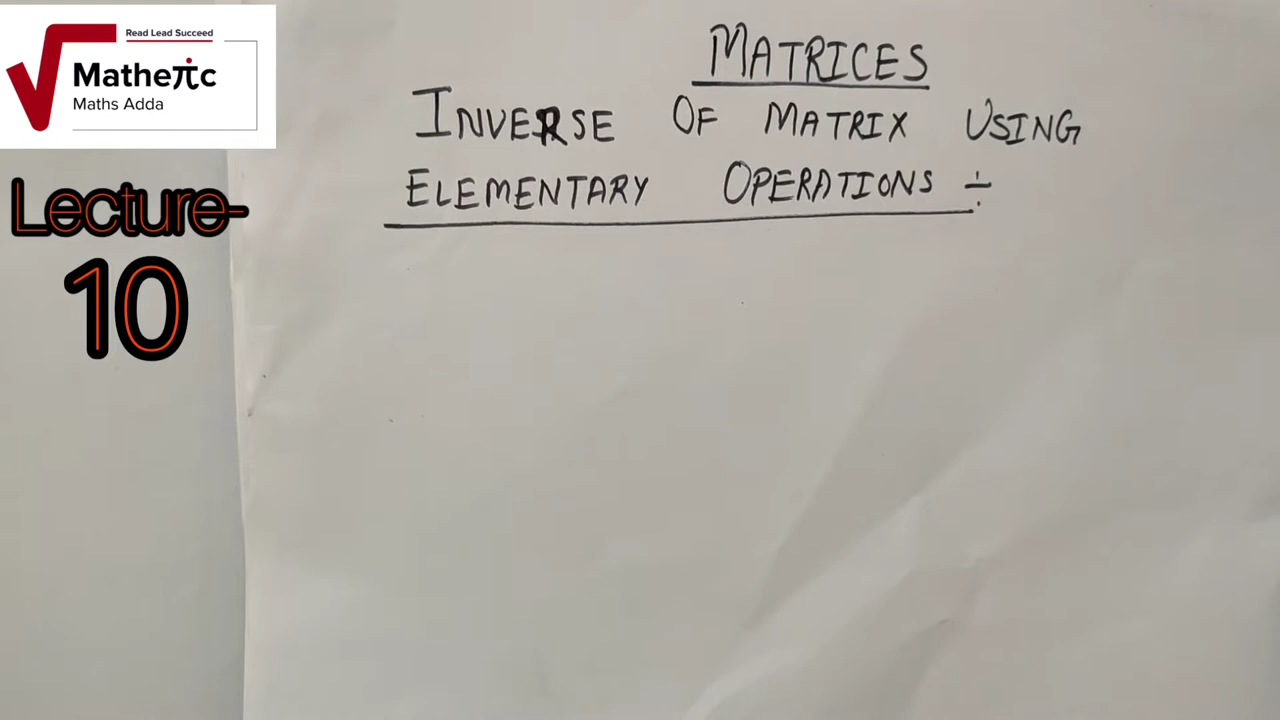 Read Lead Succeed
Matheπc
Maths Adda
Lecture-
10
MATRICES
INVERSE OF MATRIX USING
ELEMENTARY OPERATIONS ÷